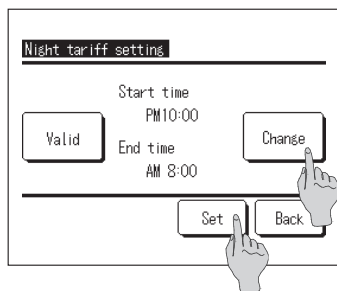 Night tariff setting
Start time
PM10:00
Valid
Change
End time
AM 8:00
Set
Back